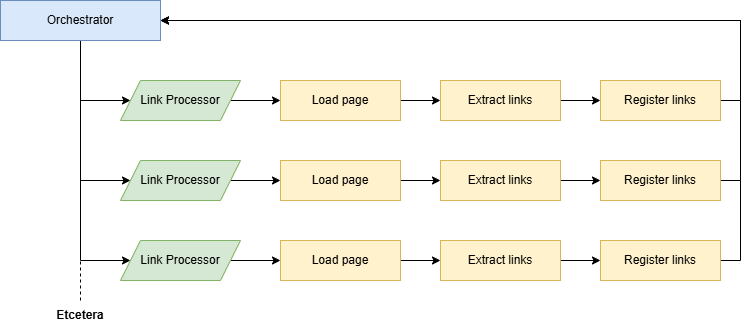 Orchestrator
Link Processor
Load page
Extract links
Register links
Link Processor
Load page
Extract links
Register links
Link Processor
Load page
Extract links
Register links
Etcetera